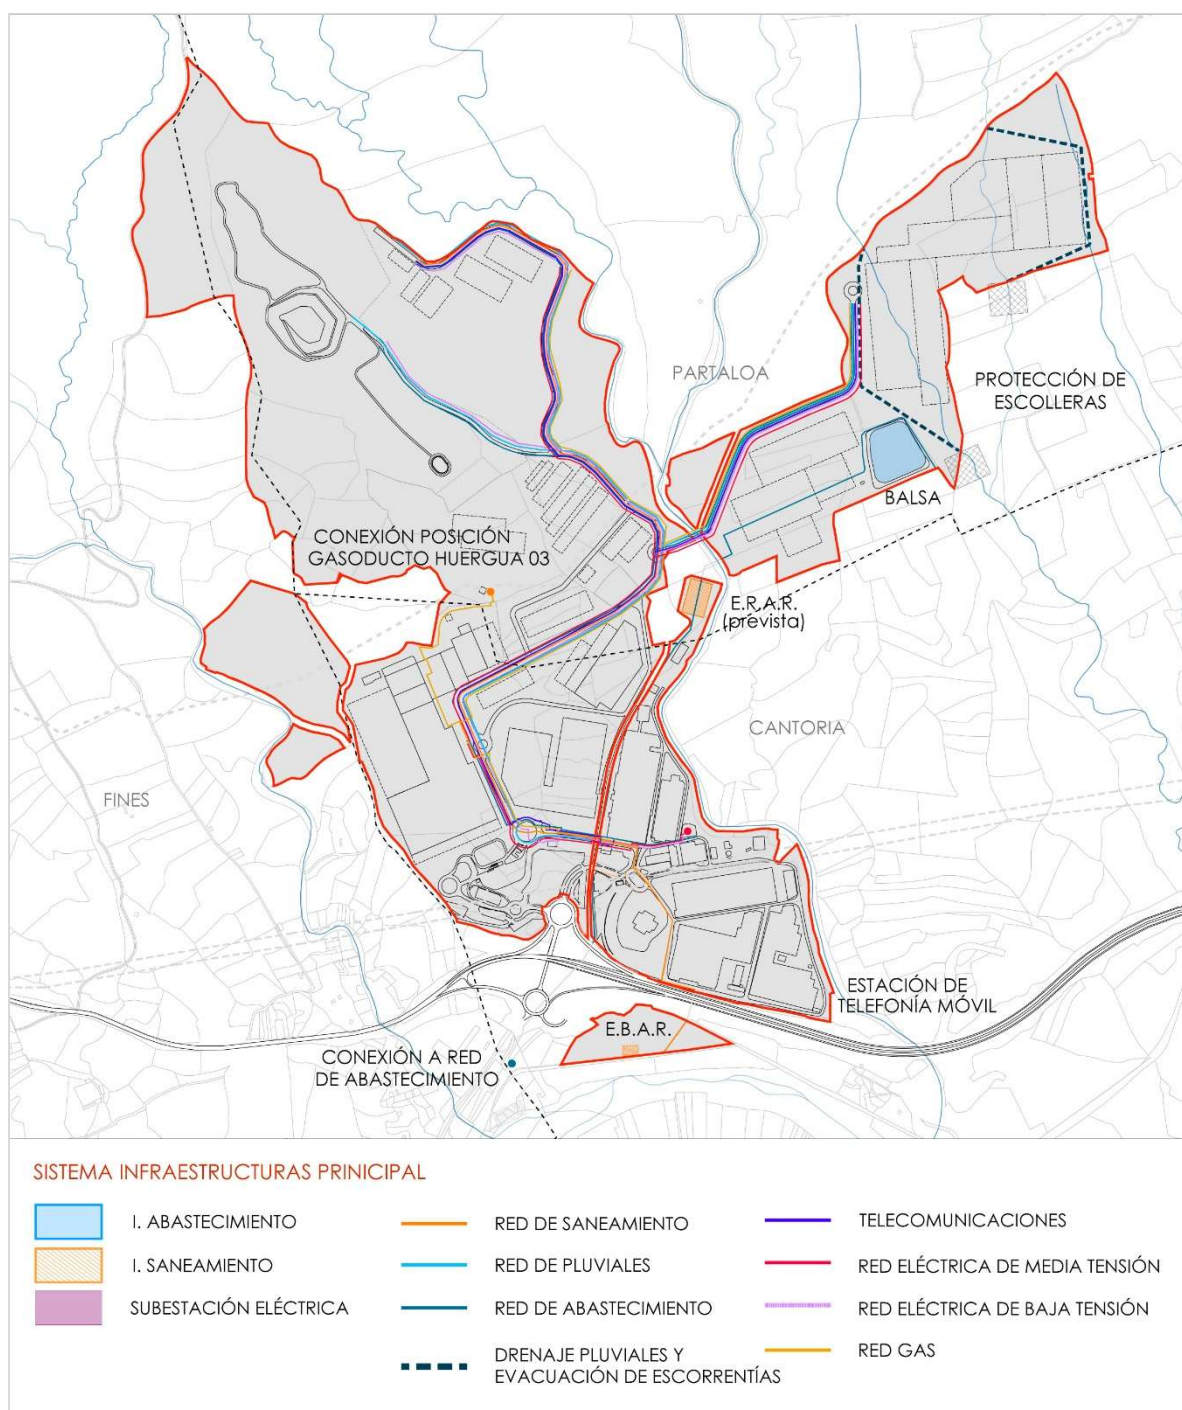 PARTALOA
PROTECCIÓN DE
ESCOLLERAS
BALSA
CONEXIÓN POSICIÓN
GASODUCTO HUERGUA 03
E.R.A.R.
(prevista)
CANTORIA
FINES
ESTACIÓN DE
TELEFONÍA MÓVIL
E.B.A.R.
CONEXIÓN A RED
DE ABASTECIMIENTO
SISTEMA INFRAESTRUCTURAS PRINICIPAL
I. ABASTECIMIENTO
I. SANEAMIENTO
SUBESTACIÓN ELÉCTRICA
RED DE SANEAMIENTO
RED DE PLUVIALES
RED DE ABASTECIMIENTO
DRENAJE PLUVIALES Y
EVACUACIÓN DE ESCORRENTÍAS
TELECOMUNICACIONES
RED ELÉCTRICA DE MEDIA TENSIÓN
RED ELÉCTRICA DE BAJA TENSIÓN
RED GAS